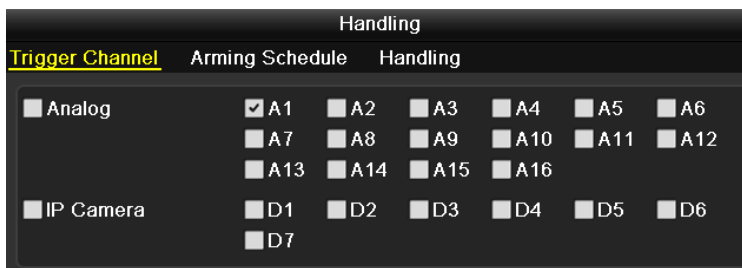 Handling
Trigger Channel Arming Schedule Handling
Analog A1 A2 A3 A4 A5 A6
A7 A8 A9 A10 A11 A12
A13 A14 A15 A16
IP Camera D1 D2 D3 D4 D5 D6
D7